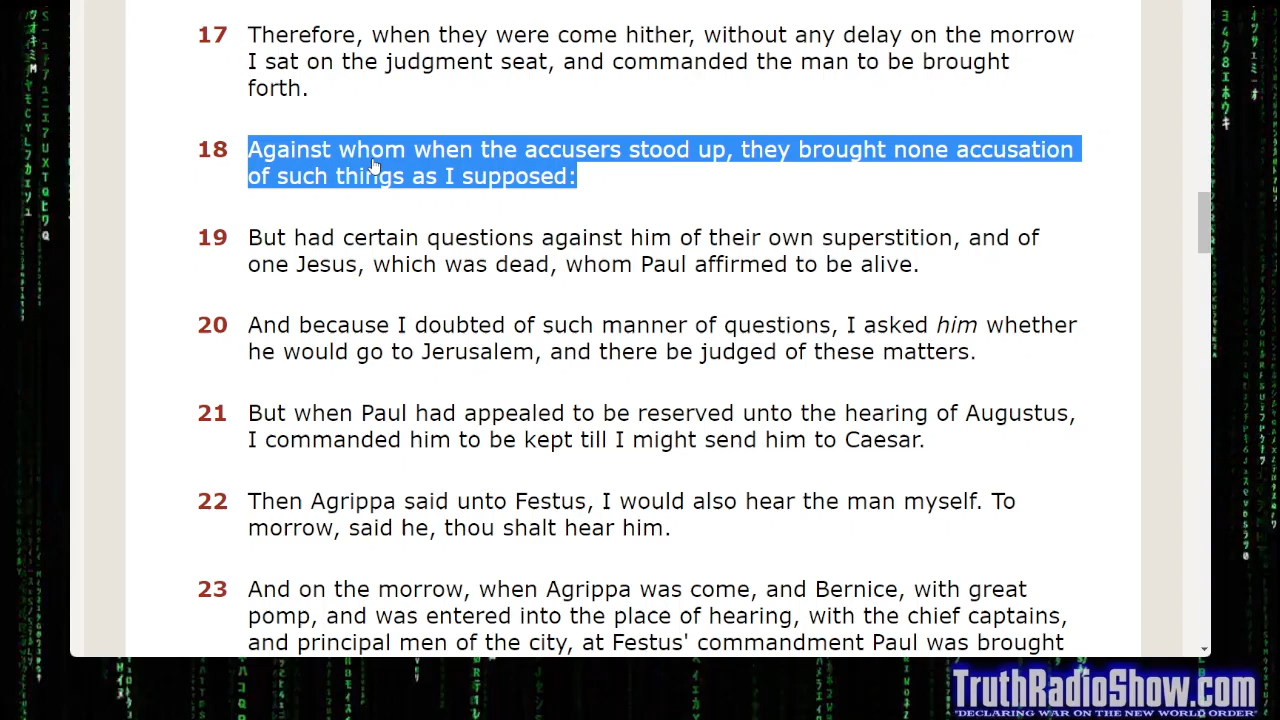 17 Therefore, when they were come hither, without any delay on the morrow
I sat on the judgment seat, and commanded the man to be brought
forth.
18 Against whom when the accusers stood up, they brought none accusation
of such things as I supposed:
19 But had certain questions against him of their own superstition, and of
one Jesus, which was dead, whom Paul affirmed to be alive.
20 And because I doubted of such manner of questions, I asked him whether
he would go to Jerusalem, and there be judged of these matters.
21 But when Paul had appealed to be reserved unto the hearing of Augustus,
I commanded him to be kept till I might send him to Caesar.
22 Then Agrippa said unto Festus, I would also hear the man myself. To
morrow, said he, thou shalt hear him.
23 And on the morrow, when Agrippa was come, and Bernice, with great
pomp, and was entered into the place of hearing, with the chief captains,
and principal men of the city, at Festus' commandment Paul was brought
TruthRadioShow.com
"DECLARING WAR ON THE NEW WORLD ORDER"